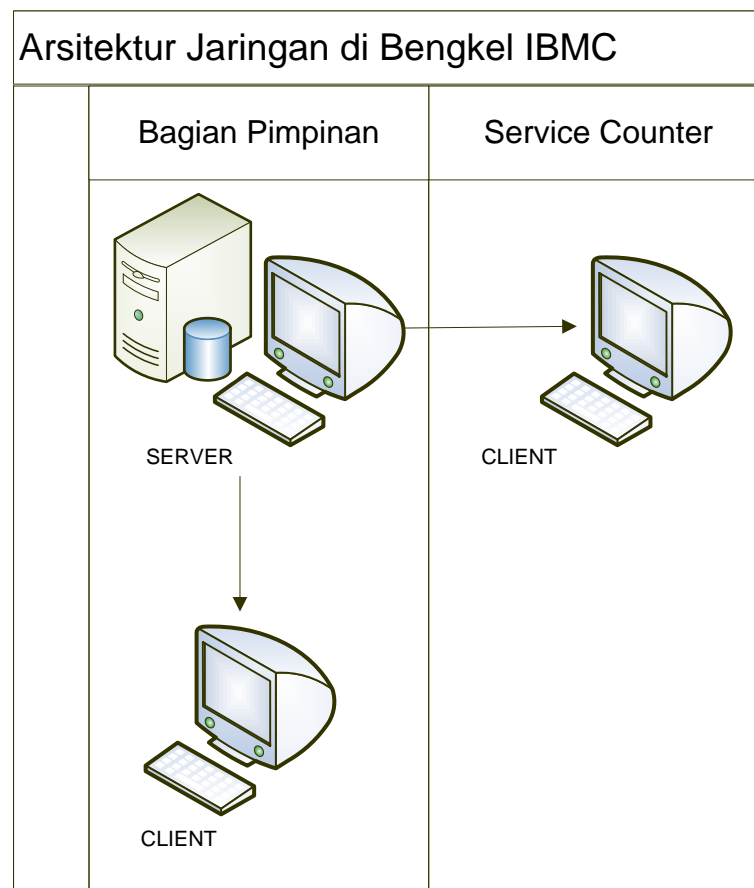 Arsitektur Jaringan di Bengkel IBMC
Bagian Pimpinan
Service Counter
SERVER
CLIENT
CLIENT